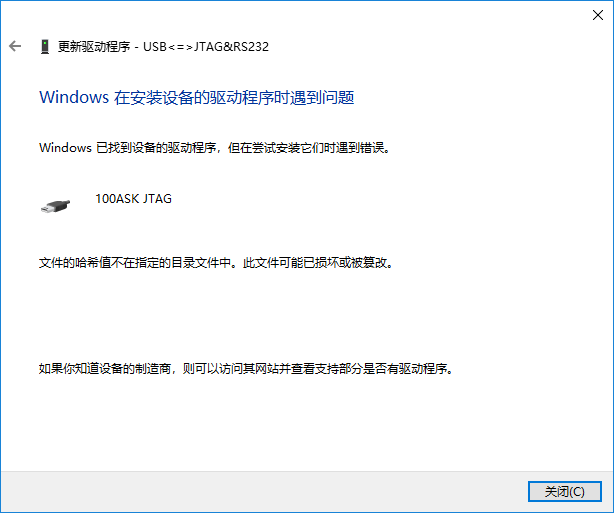 更新驱动程序 - USB<=>JTAG&RS232
Windows 在安装设备的驱动程序时遇到问题
Windows 已找到设备的驱动程序，但在尝试安装它们时遇到错误。
100ASK JTAG
文件的哈希值不在指定的目录文件中。此文件可能已损坏或被篡改。
如果你知道设备的制造商，则可以访问其网站并查看支持部分是否有驱动程序。
关闭(C)